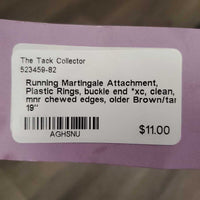 The Tack Collector
523459-82
Running Martingale Attachment,
Plastic Rings, buckle end *xc, clean,
mnr chewed edges, older Brown/tan
19"
AGHSNU
$11.00